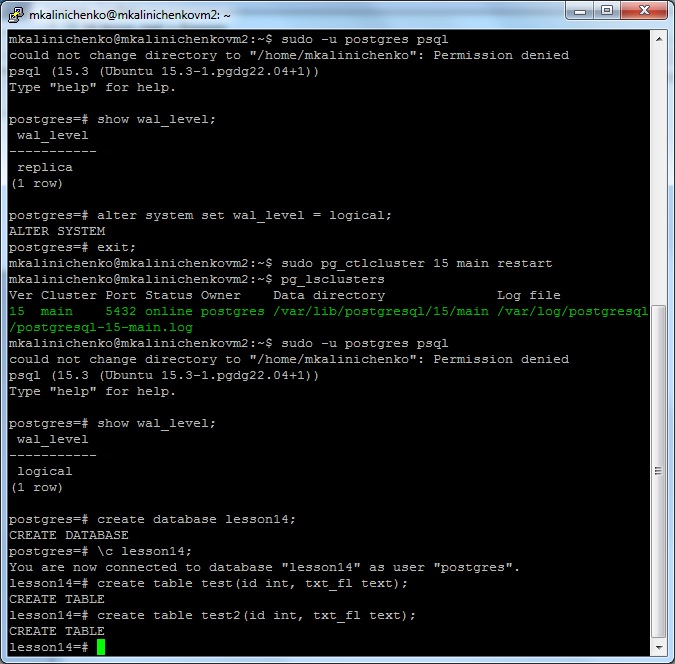 mkalinichenko@mkalinichenkovm2: ~
mkalinichenko@mkalinichenkovm2:~$ sudo -u postgres psql
could not change directory to "/home/mkalinichenko": Permission denied
psql (15.3 (Ubuntu 15.3-1.pgdg22.04+1))
Type "help" for help.
postgres=# show wal_level;
wal_level
-----------
replica
(1 row)
postgres=# alter system set wal_level = logical;
ALTER SYSTEM
postgres=# exit;
mkalinichenko@mkalinichenkovm2:~$ sudo pg_ctlcluster 15 main restart
mkalinichenko@mkalinichenkovm2:~$ pg_lsclusters
Ver Cluster Port Status Owner    Data directory              Log file
15  main    5432 online postgres /var/lib/postgresql/15/main /var/log/postgresql
/postgresql-15-main.log
mkalinichenko@mkalinichenkovm2:~$ sudo -u postgres psql
could not change directory to "/home/mkalinichenko": Permission denied
psql (15.3 (Ubuntu 15.3-1.pgdg22.04+1))
Type "help" for help.
postgres=# show wal_level;
wal_level
-----------
logical
(1 row)
postgres=# create database lesson14;
CREATE DATABASE
postgres=# \c lesson14;
You are now connected to database "lesson14" as user "postgres".
lesson14=# create table test(id int, txt_fl text);
CREATE TABLE
lesson14=# create table test2(id int, txt_fl text);
CREATE TABLE
lesson14=#